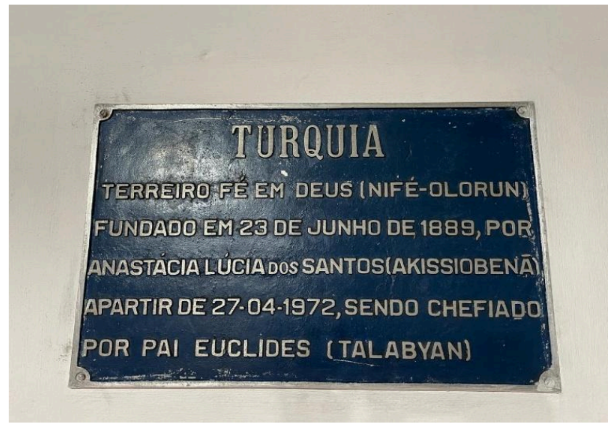 TURQUIA
TERREIRO FÉ EM DEUS (NIFÉ-OLORUN)
FUNDADO EM 23 DE JUNHO DE 1889, POR
ANASTÁCIA LÚCIA DOS SANTOS(AKISSIOBENÃ)
APARTIR DE 27-04-1972, SENDO CHEFIADO
POR PAI EUCLIDES (TALABYAN)